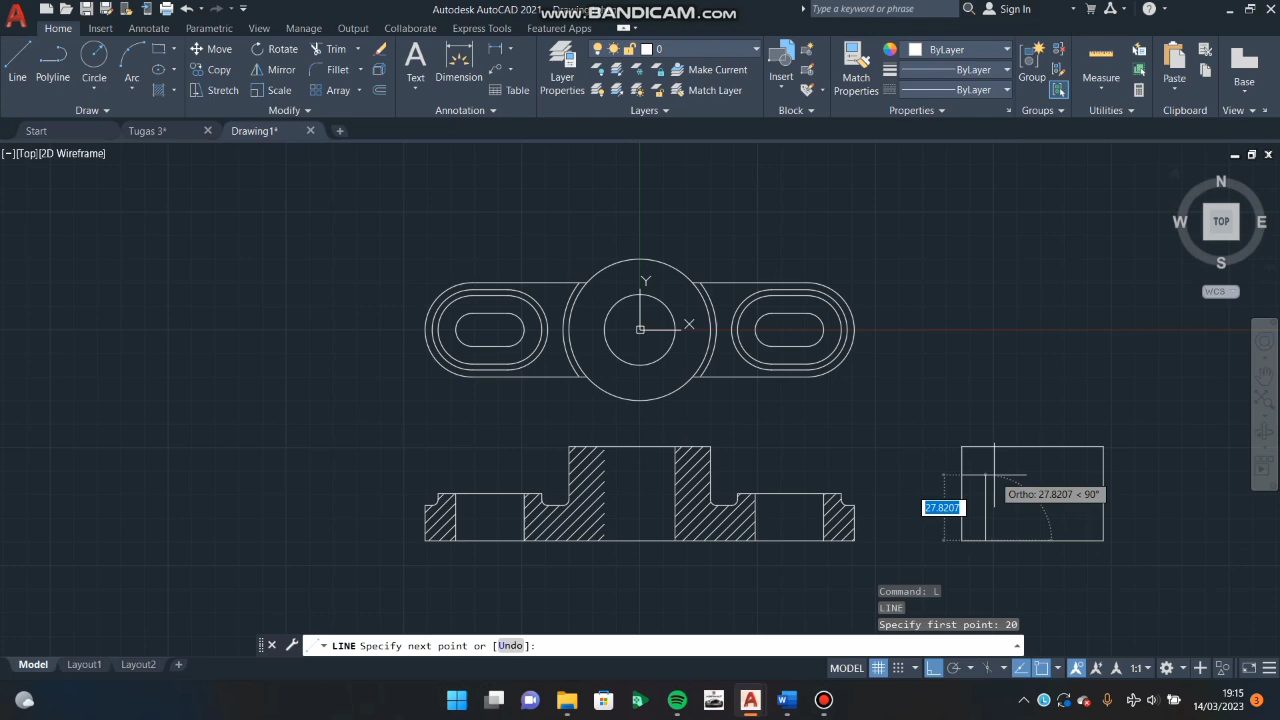 Autodesk AutoCAD 2021 - Drawing1*
www.BANDICAM.com
Type a keyword or phrase
Sign In
Home Insert Annotate Parametric View Manage Output Collaborate Express Tools Featured Apps
Line
Polyline
Circle
Arc
Move
Rotate
Trim
Copy
Mirror
Fillet
Stretch
Scale
Array
Text
Dimension
Table
Layer
Properties
0
Make Current
Match Layer
Insert
Match
Properties
ByLayer
ByLayer
ByLayer
Group
Measure
Paste
Base
Draw
Modify
Annotation
Layers
Block
Properties
Groups
Utilities
Clipboard
View
Start
Tugas 3*
Drawing1*
[−][Top][2D Wireframe]
N
W
TOP
E
S
WCS
Y
X
Ortho: 27.8207 < 90°
27.8207
Command: L
LINE
Specify first point: 20
LINE Specify next point or [Undo]:
Model
Layout1
Layout2
MODEL
1:1
19:15
14/03/2023
3